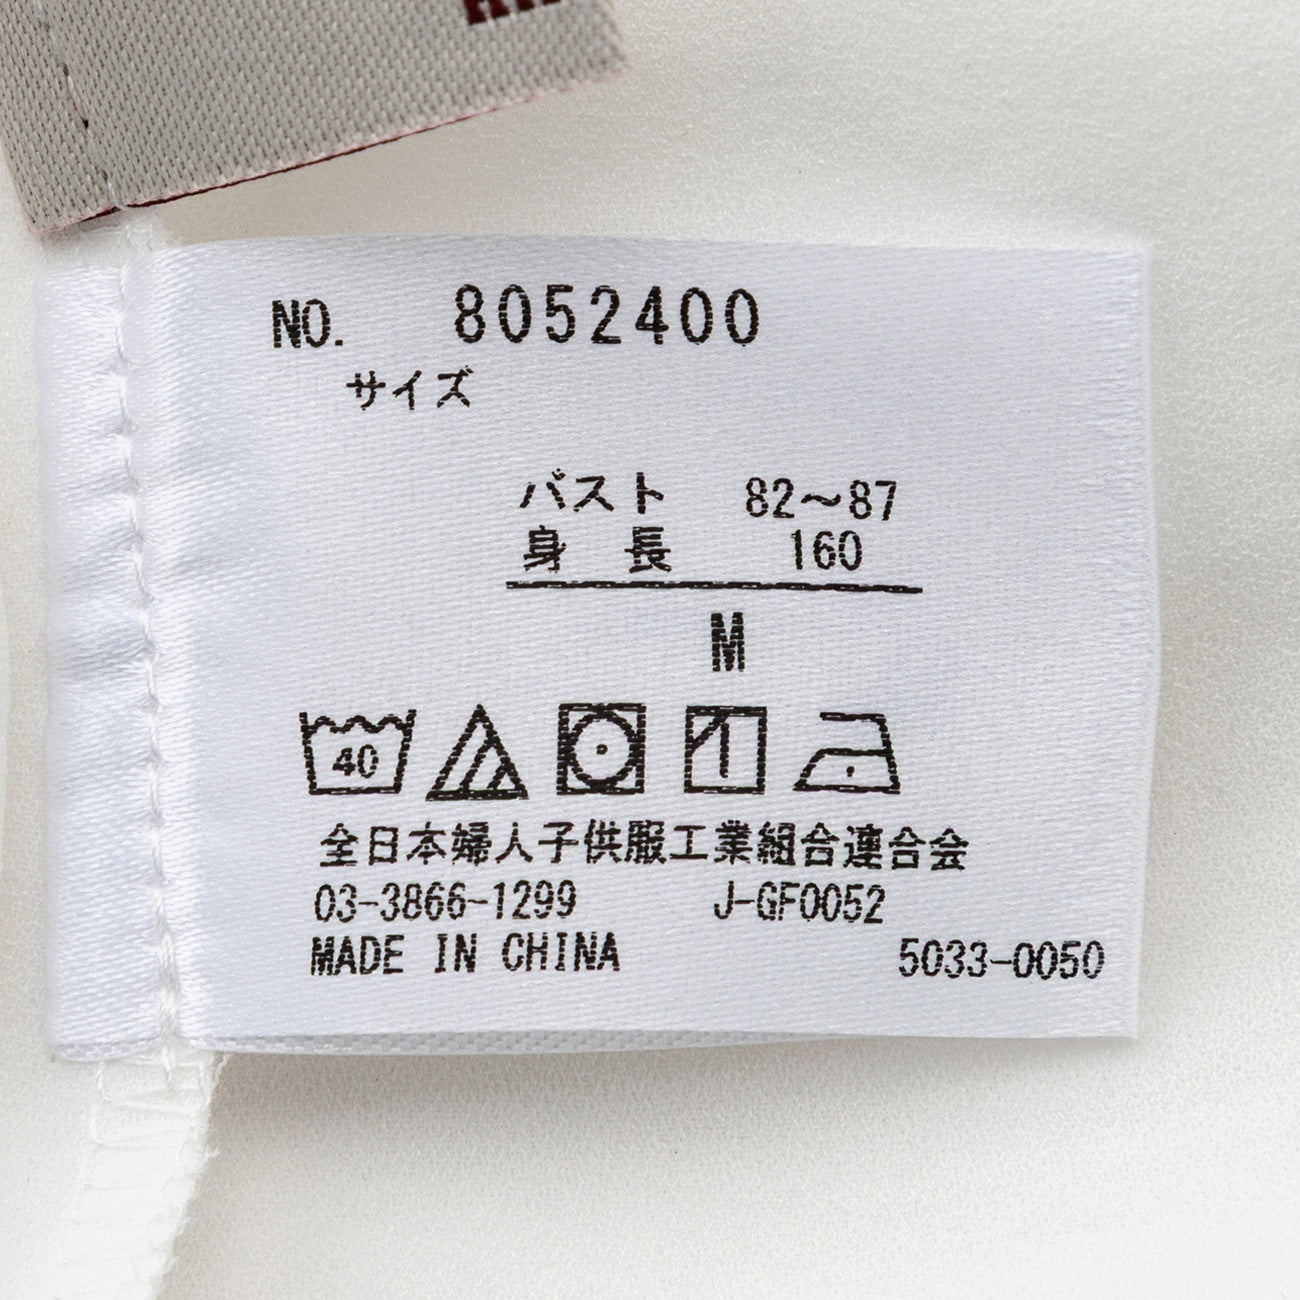 NO. 8052400
サイズ
バスト 82〜87
身長 160
M
40
全日本婦人子供服工業組合連合会
03-3866-1299 J-GF0052
MADE IN CHINA 5033-0050